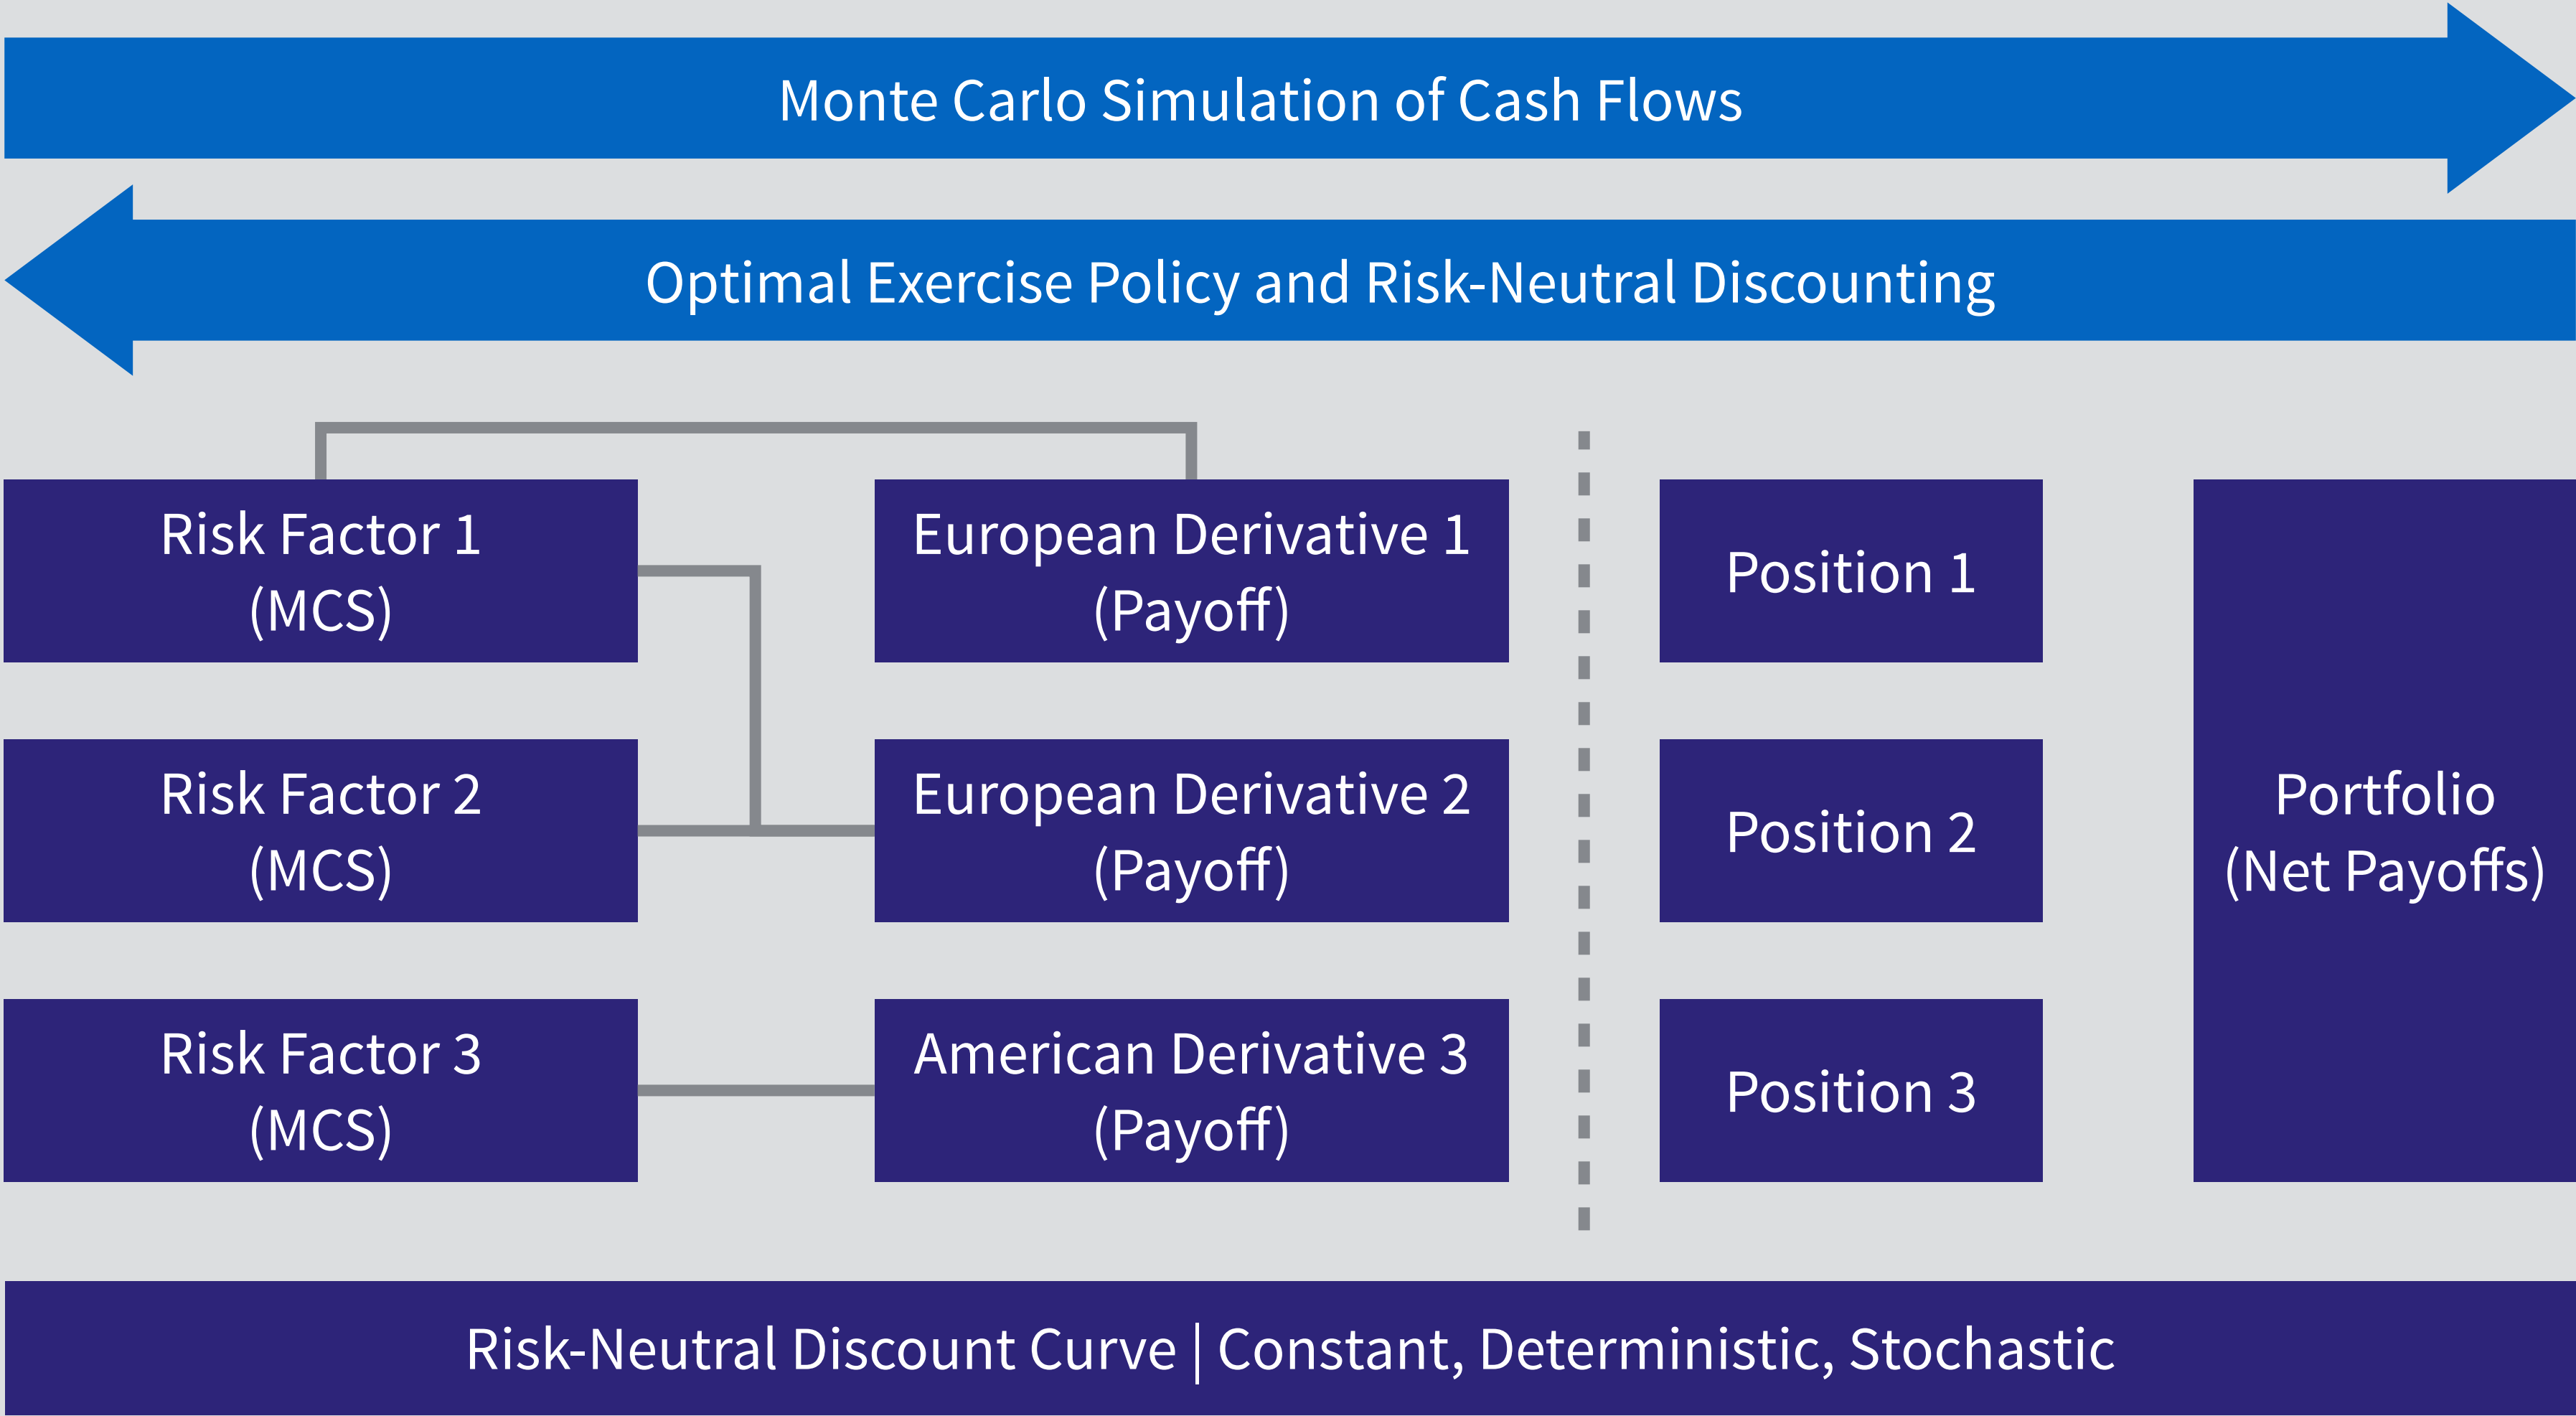 Monte Carlo Simulation of Cash Flows
Optimal Exercise Policy and Risk-Neutral Discounting
Risk Factor 1
(MCS)
European Derivative 1
(Payoff)
Position 1
Risk Factor 2
(MCS)
European Derivative 2
(Payoff)
Position 2
Portfolio
(Net Payoffs)
Risk Factor 3
(MCS)
American Derivative 3
(Payoff)
Position 3
Risk-Neutral Discount Curve | Constant, Deterministic, Stochastic